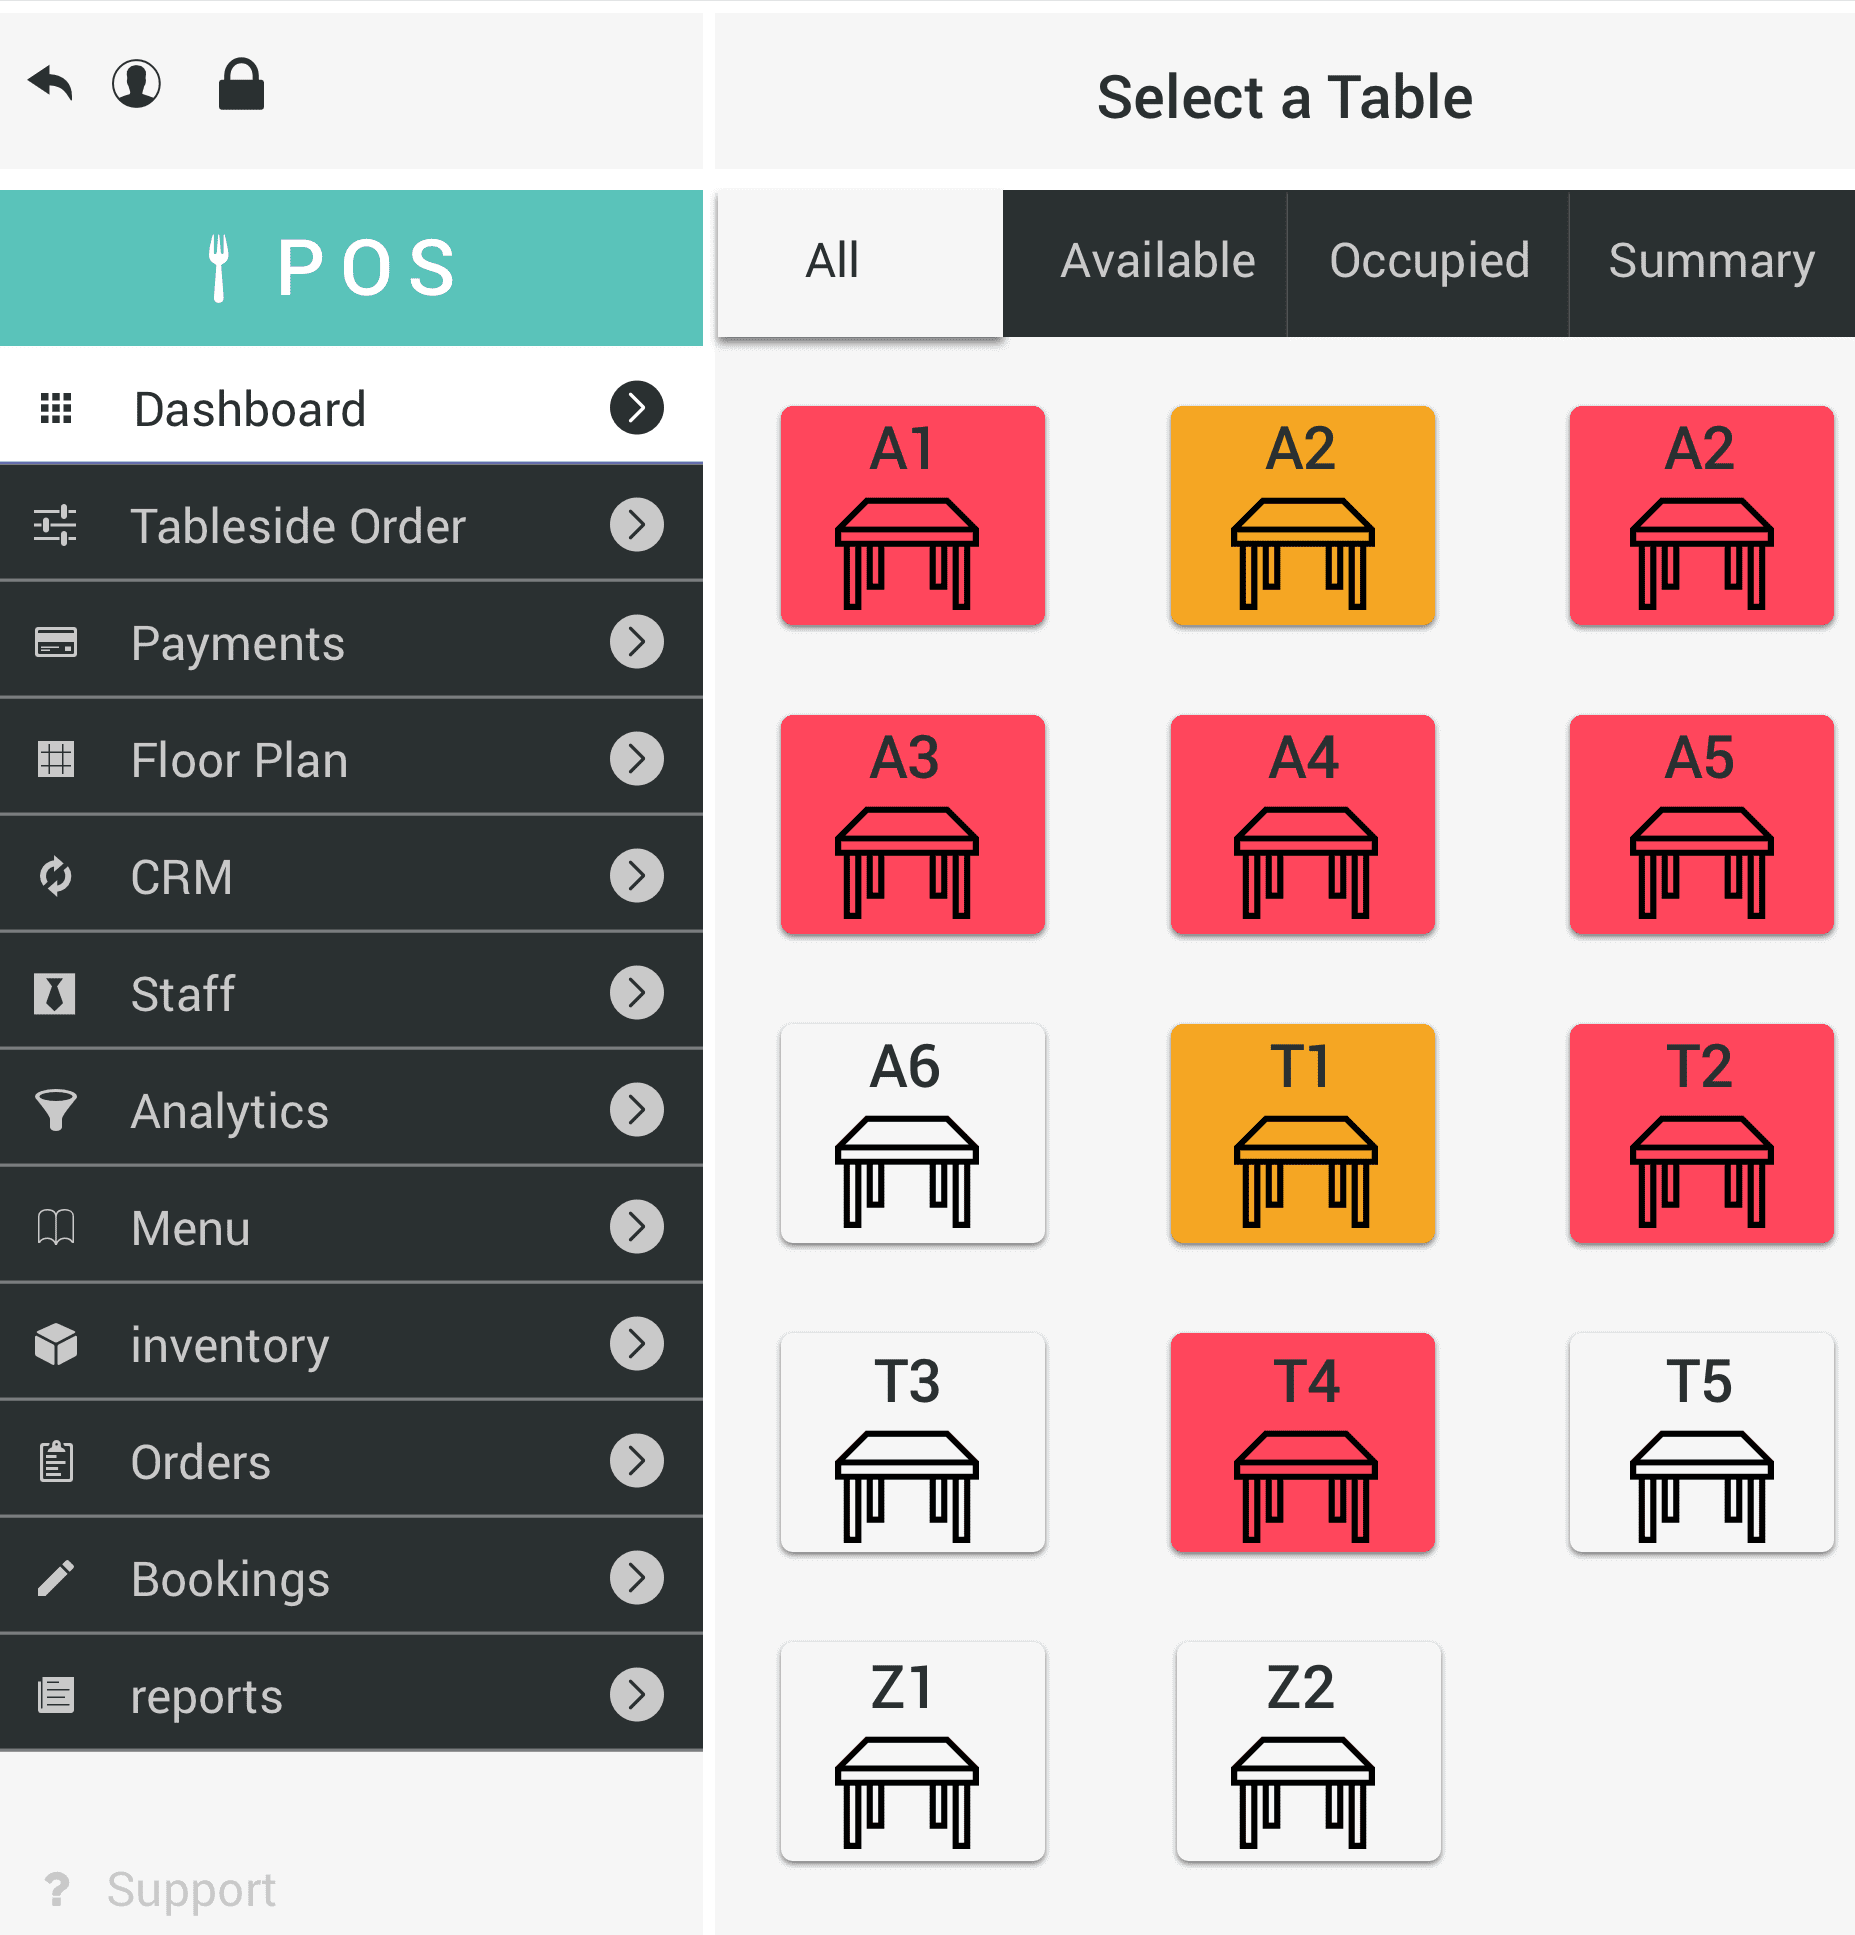 Select a Table
POS
All
Available
Occupied
Summary
Dashboard
Tableside Order
Payments
Floor Plan
CRM
Staff
Analytics
Menu
inventory
Orders
Bookings
reports
? Support
A1
A2
A2
A3
A4
A5
A6
T1
T2
T3
T4
T5
Z1
Z2